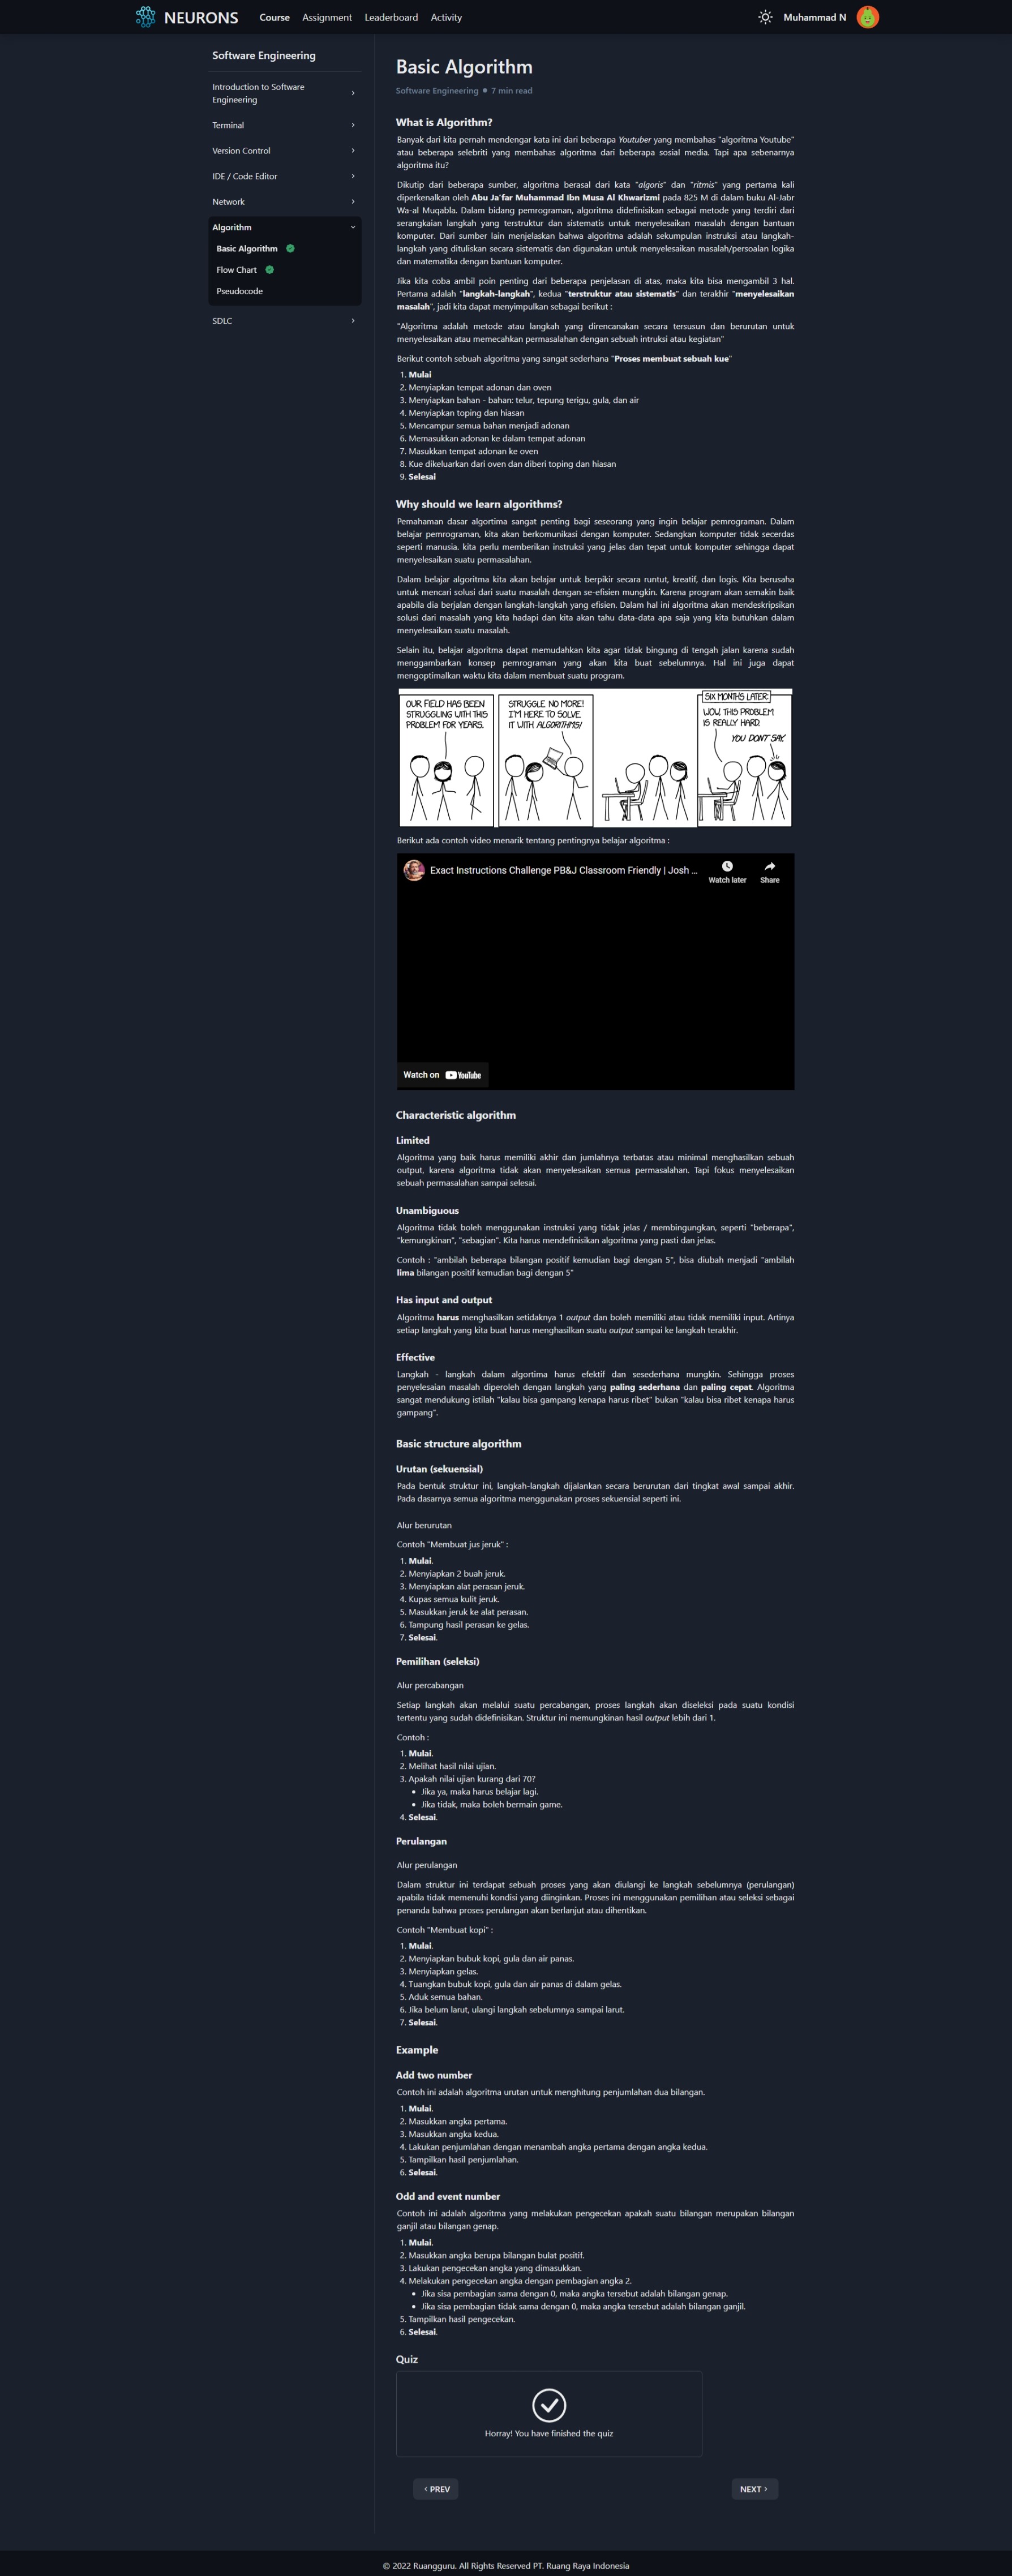 NEURONS
Course Assignment Leaderboard Activity
Muhammad N
Software Engineering
Introduction to Software
Engineering
Terminal
Version Control
IDE / Code Editor
Network
Algorithm
Basic Algorithm
Flow Chart
Pseudocode
SDLC
Basic Algorithm
Software Engineering • 7 min read
What is Algorithm?
Banyak dari kita pernah mendengar kata ini dari beberapa Youtuber yang membahas "algoritma Youtube"
atau beberapa selebriti yang membahas algoritma dari beberapa sosial media. Tapi apa sebenarnya
algoritma itu?
Dikutip dari beberapa sumber, algoritma berasal dari kata "algoris" dan "ritmis" yang pertama kali
diperkenalkan oleh Abu Ja'far Muhammad Ibn Musa Al Khwarizmi pada 825 M di dalam buku Al-Jabr
Wa-al Muqabla. Dalam bidang pemrograman, algoritma didefinisikan sebagai metode yang terdiri dari
serangkaian langkah yang terstruktur dan sistematis untuk menyelesaikan masalah dengan bantuan
komputer. Dari sumber lain menjelaskan bahwa algoritma adalah sekumpulan instruksi atau langkah-
langkah yang dituliskan secara sistematis dan digunakan untuk menyelesaikan masalah/persoalan logika
dan matematika dengan bantuan komputer.
Jika kita coba ambil poin penting dari beberapa penjelasan di atas, maka kita bisa mengambil 3 hal.
Pertama adalah "langkah-langkah", kedua "terstruktur atau sistematis" dan terakhir "menyelesaikan
masalah", jadi kita dapat menyimpulkan sebagai berikut :
"Algoritma adalah metode atau langkah yang direncanakan secara tersusun dan berurutan untuk
menyelesaikan atau memecahkan permasalahan dengan sebuah intruksi atau kegiatan"
Berikut contoh sebuah algoritma yang sangat sederhana "Proses membuat sebuah kue"
1. Mulai
2. Menyiapkan tempat adonan dan oven
3. Menyiapkan bahan - bahan: telur, tepung terigu, gula, dan air
4. Menyiapkan toping dan hiasan
5. Mencampur semua bahan menjadi adonan
6. Memasukkan adonan ke dalam tempat adonan
7. Masukkan tempat adonan ke oven
8. Kue dikeluarkan dari oven dan diberi toping dan hiasan
9. Selesai
Why should we learn algorithms?
Pemahaman dasar algortima sangat penting bagi seseorang yang ingin belajar pemrograman. Dalam
belajar pemrograman, kita akan berkomunikasi dengan komputer. Sedangkan komputer tidak secerdas
seperti manusia. kita perlu memberikan instruksi yang jelas dan tepat untuk komputer sehingga dapat
menyelesaikan suatu permasalahan.
Dalam belajar algoritma kita akan belajar untuk berpikir secara runtut, kreatif, dan logis. Kita berusaha
untuk mencari solusi dari suatu masalah dengan se-efisien mungkin. Karena program akan semakin baik
apabila dia berjalan dengan langkah-langkah yang efisien. Dalam hal ini algoritma akan mendeskripsikan
solusi dari masalah yang kita hadapi dan kita akan tahu data-data apa saja yang kita butuhkan dalam
menyelesaikan suatu masalah.
Selain itu, belajar algoritma dapat memudahkan kita agar tidak bingung di tengah jalan karena sudah
menggambarkan konsep pemrograman yang akan kita buat sebelumnya. Hal ini juga dapat
mengoptimalkan waktu kita dalam membuat suatu program.
OUR FIELD HAS BEEN
STRUGGLING WITH THIS
PROBLEM FOR YEARS.
STRUGGLE NO MORE!
I'M HERE TO SOLVE
IT WITH ALGORITHMS!
SIX MONTHS LATER:
WOW, THIS PROBLEM
IS REALLY HARD.
YOU DON'T SAY.
Berikut ada contoh video menarik tentang pentingnya belajar algoritma :
Exact Instructions Challenge PB&J Classroom Friendly | Josh ...
Watch later
Share
Watch on YouTube
Characteristic algorithm
Limited
Algoritma yang baik harus memiliki akhir dan jumlahnya terbatas atau minimal menghasilkan sebuah
output, karena algoritma tidak akan menyelesaikan semua permasalahan. Tapi fokus menyelesaikan
sebuah permasalahan sampai selesai.
Unambiguous
Algoritma tidak boleh menggunakan instruksi yang tidak jelas / membingungkan, seperti "beberapa",
"kemungkinan", "sebagian". Kita harus mendefinisikan algoritma yang pasti dan jelas.
Contoh : "ambilah beberapa bilangan positif kemudian bagi dengan 5", bisa diubah menjadi "ambilah
lima bilangan positif kemudian bagi dengan 5"
Has input and output
Algoritma harus menghasilkan setidaknya 1 output dan boleh memiliki atau tidak memiliki input. Artinya
setiap langkah yang kita buat harus menghasilkan suatu output sampai ke langkah terakhir.
Effective
Langkah - langkah dalam algortima harus efektif dan sesederhana mungkin. Sehingga proses
penyelesaian masalah diperoleh dengan langkah yang paling sederhana dan paling cepat. Algoritma
sangat mendukung istilah "kalau bisa gampang kenapa harus ribet" bukan "kalau bisa ribet kenapa harus
gampang".
Basic structure algorithm
Urutan (sekuensial)
Pada bentuk struktur ini, langkah-langkah dijalankan secara berurutan dari tingkat awal sampai akhir.
Pada dasarnya semua algoritma menggunakan proses sekuensial seperti ini.
Alur berurutan
Contoh "Membuat jus jeruk" :
1. Mulai.
2. Menyiapkan 2 buah jeruk.
3. Menyiapkan alat perasan jeruk.
4. Kupas semua kulit jeruk.
5. Masukkan jeruk ke alat perasan.
6. Tampung hasil perasan ke gelas.
7. Selesai.
Pemilihan (seleksi)
Alur percabangan
Setiap langkah akan melalui suatu percabangan, proses langkah akan diseleksi pada suatu kondisi
tertentu yang sudah didefinisikan. Struktur ini memungkinan hasil output lebih dari 1.
Contoh :
1. Mulai.
2. Melihat hasil nilai ujian.
3. Apakah nilai ujian kurang dari 70?
• Jika ya, maka harus belajar lagi.
• Jika tidak, maka boleh bermain game.
4. Selesai.
Perulangan
Alur perulangan
Dalam struktur ini terdapat sebuah proses yang akan diulangi ke langkah sebelumnya (perulangan)
apabila tidak memenuhi kondisi yang diinginkan. Proses ini menggunakan pemilihan atau seleksi sebagai
penanda bahwa proses perulangan akan berlanjut atau dihentikan.
Contoh "Membuat kopi" :
1. Mulai.
2. Menyiapkan bubuk kopi, gula dan air panas.
3. Menyiapkan gelas.
4. Tuangkan bubuk kopi, gula dan air panas di dalam gelas.
5. Aduk semua bahan.
6. Jika belum larut, ulangi langkah sebelumnya sampai larut.
7. Selesai.
Example
Add two number
Contoh ini adalah algoritma urutan untuk menghitung penjumlahan dua bilangan.
1. Mulai.
2. Masukkan angka pertama.
3. Masukkan angka kedua.
4. Lakukan penjumlahan dengan menambah angka pertama dengan angka kedua.
5. Tampilkan hasil penjumlahan.
6. Selesai.
Odd and event number
Contoh ini adalah algoritma yang melakukan pengecekan apakah suatu bilangan merupakan bilangan
ganjil atau bilangan genap.
1. Mulai.
2. Masukkan angka berupa bilangan bulat positif.
3. Lakukan pengecekan angka yang dimasukkan.
4. Melakukan pengecekan angka dengan pembagian angka 2.
• Jika sisa pembagian sama dengan 0, maka angka tersebut adalah bilangan genap.
• Jika sisa pembagian tidak sama dengan 0, maka angka tersebut adalah bilangan ganjil.
5. Tampilkan hasil pengecekan.
6. Selesai.
Quiz
Horray! You have finished the quiz
‹ PREV
NEXT ›
© 2022 Ruangguru. All Rights Reserved PT. Ruang Raya Indonesia